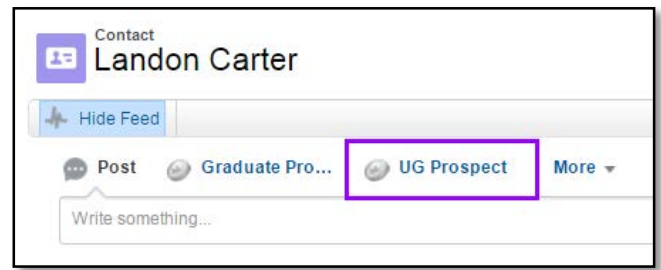 Contact
Landon Carter
Hide Feed
Post Graduate Pro... UG Prospect More
Write something...